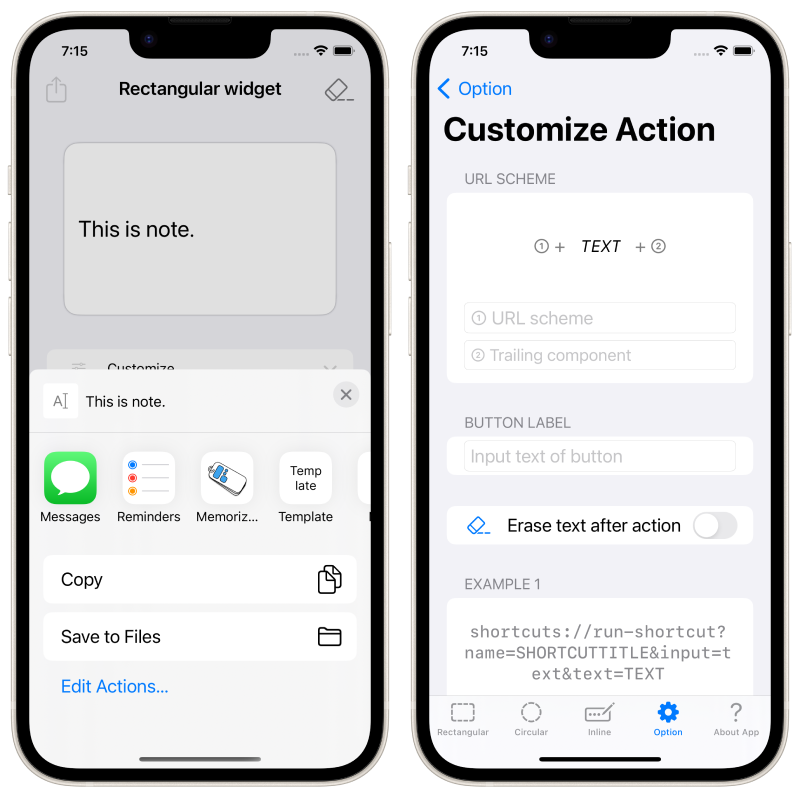 7:15
Rectangular widget
This is note.
Customize
This is note.
Messages
Reminders
Memoriz...
Temp
late
Template
Copy
Save to Files
Edit Actions...
7:15
Option
Customize Action
URL SCHEME
① + TEXT + ②
① URL scheme
② Trailing component
BUTTON LABEL
Input text of button
Erase text after action
EXAMPLE 1
shortcuts://run-shortcut?
name=SHORTCUTTITLE&input=t
ext&text=TEXT
Rectangular
Circular
Inline
Option
About App